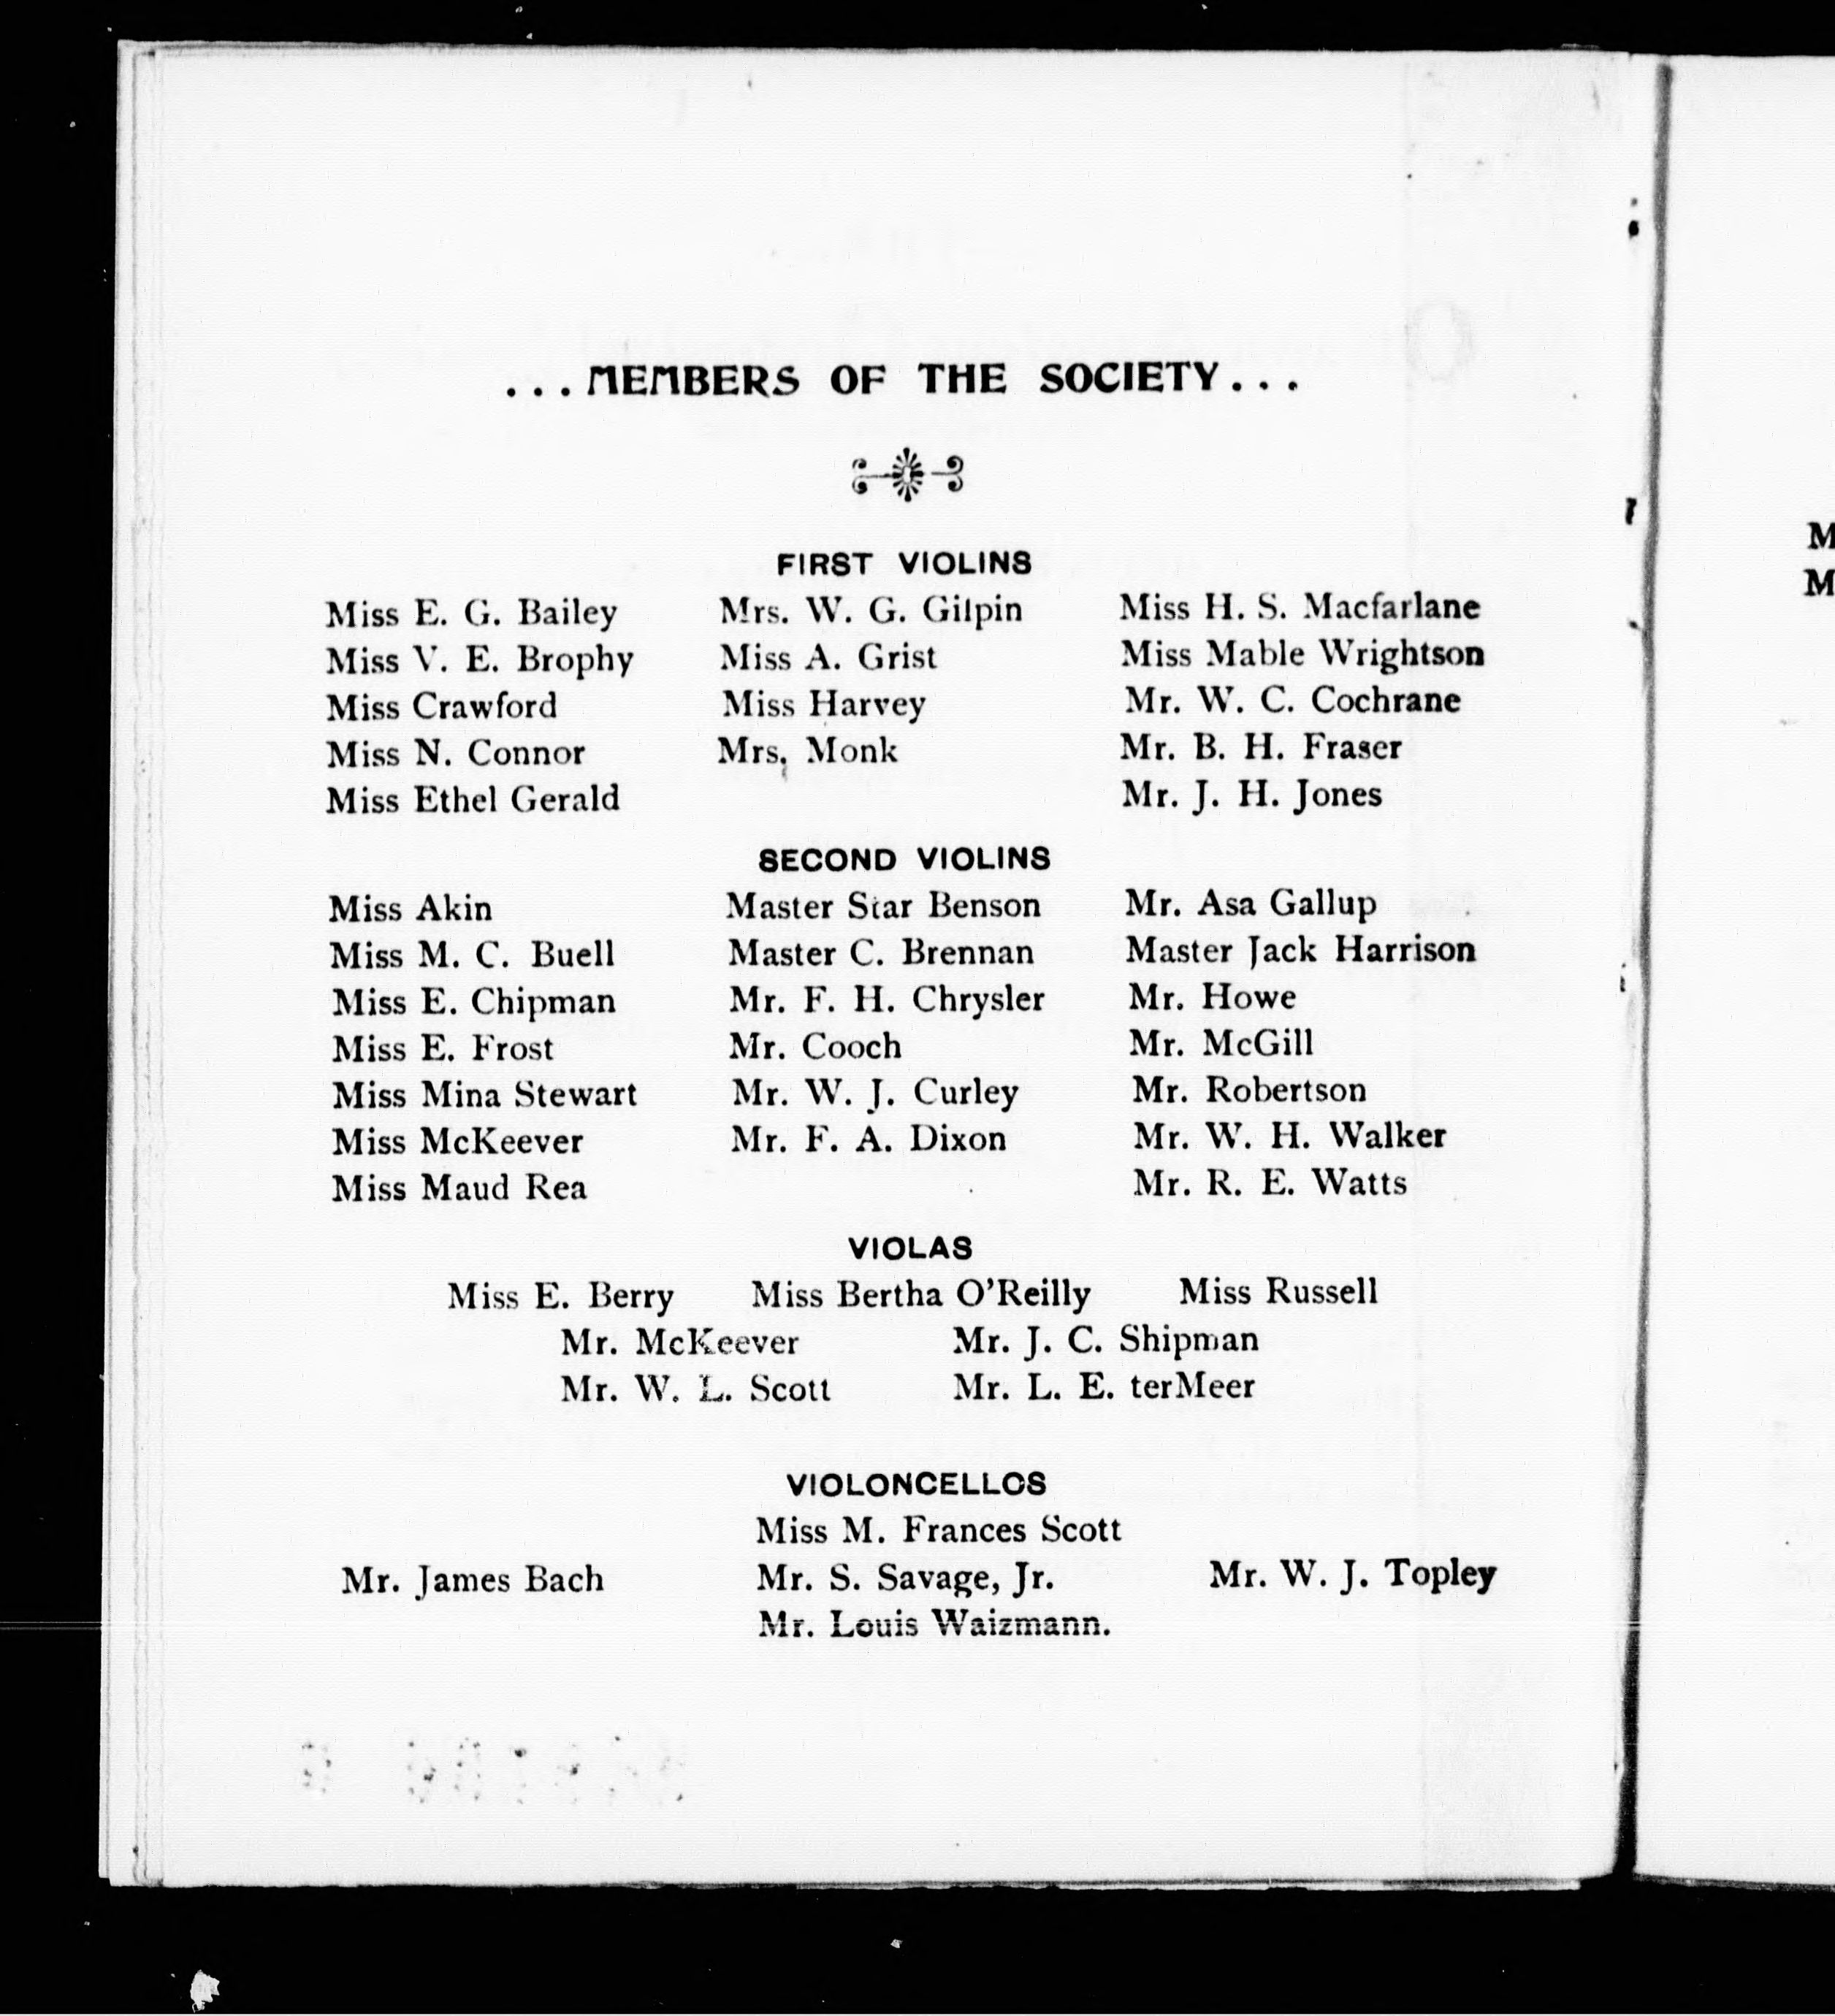 ...MEMBERS OF THE SOCIETY...
FIRST VIOLINS
Miss E. G. Bailey Mrs. W. G. Gilpin Miss H. S. Macfarlane
Miss V. E. Brophy Miss A. Grist Miss Mable Wrightson
Miss Crawford Miss Harvey Mr. W. C. Cochrane
Miss N. Connor Mrs. Monk Mr. B. H. Fraser
Miss Ethel Gerald Mr. J. H. Jones
SECOND VIOLINS
Miss Akin Master Star Benson Mr. Asa Gallup
Miss M. C. Buell Master C. Brennan Master Jack Harrison
Miss E. Chipman Mr. F. H. Chrysler Mr. Howe
Miss E. Frost Mr. Cooch Mr. McGill
Miss Mina Stewart Mr. W. J. Curley Mr. Robertson
Miss McKeever Mr. F. A. Dixon Mr. W. H. Walker
Miss Maud Rea Mr. R. E. Watts
VIOLAS
Miss E. Berry Miss Bertha O'Reilly Miss Russell
Mr. McKeever Mr. J. C. Shipman
Mr. W. L. Scott Mr. L. E. terMeer
VIOLONCELLOS
Miss M. Frances Scott
Mr. James Bach Mr. S. Savage, Jr. Mr. W. J. Topley
Mr. Louis Waizmann.
M
M